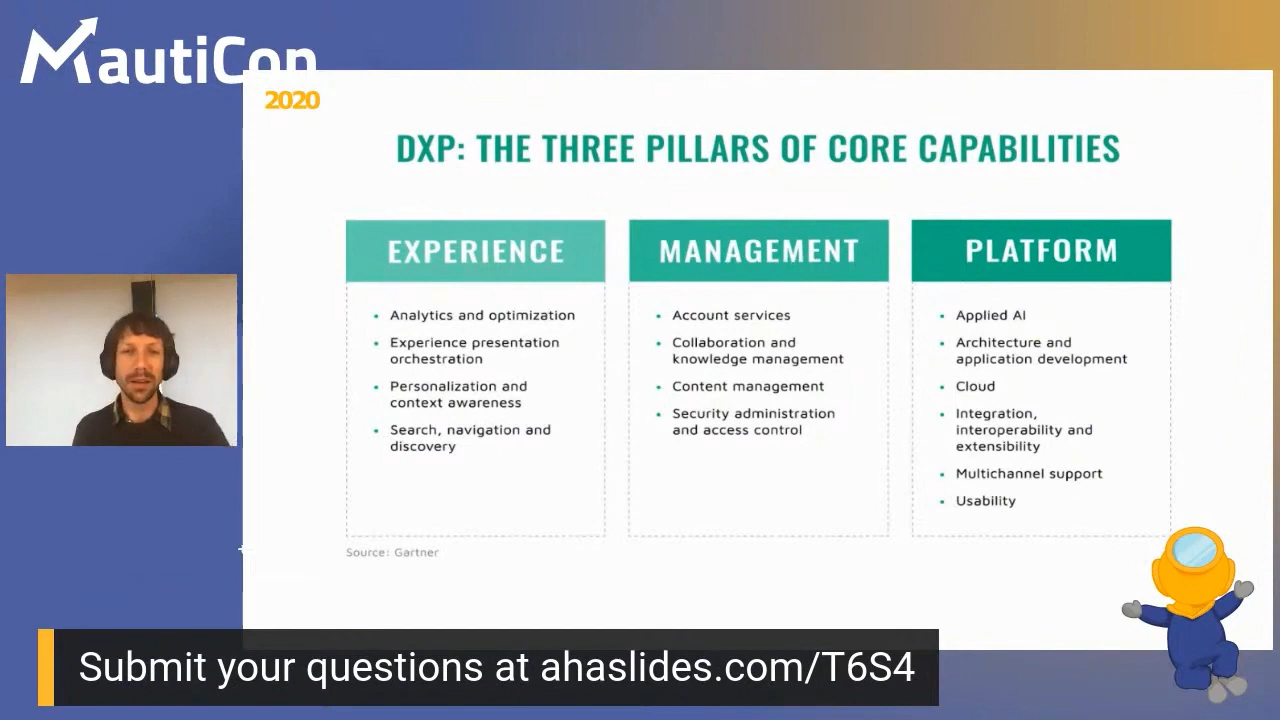 MautiCon
2020
DXP: THE THREE PILLARS OF CORE CAPABILITIES
EXPERIENCE
• Analytics and optimization
• Experience presentation
orchestration
• Personalization and
context awareness
• Search, navigation and
discovery
MANAGEMENT
• Account services
• Collaboration and
knowledge management
• Content management
• Security administration
and access control
PLATFORM
• Applied AI
• Architecture and
application development
• Cloud
• Integration,
interoperability and
extensibility
• Multichannel support
• Usability
Source: Gartner
Submit your questions at ahaslides.com/T6S4